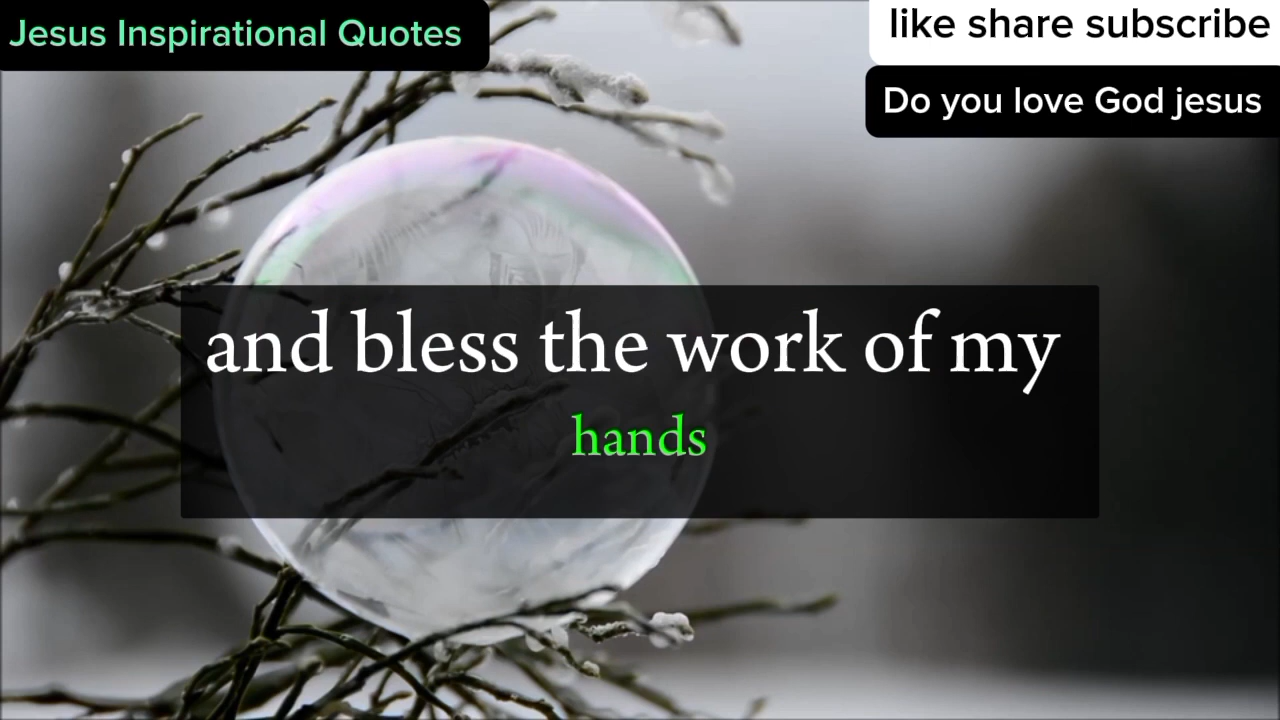 Jesus Inspirational Quotes
like share subscribe
Do you love God jesus
and bless the work of my
hands